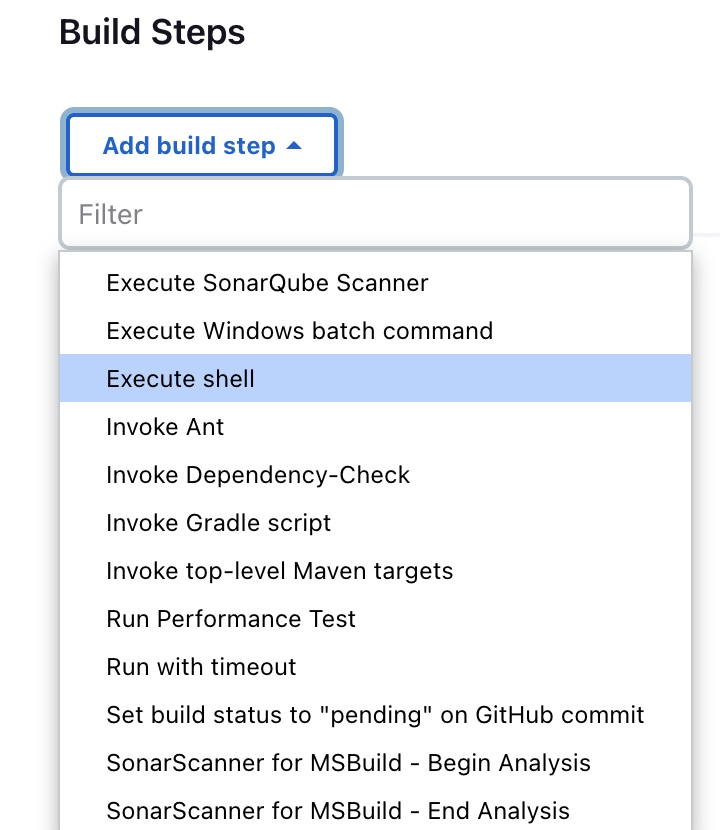 Build Steps
Add build step
Filter
Execute SonarQube Scanner
Execute Windows batch command
Execute shell
Invoke Ant
Invoke Dependency-Check
Invoke Gradle script
Invoke top-level Maven targets
Run Performance Test
Run with timeout
Set build status to "pending" on GitHub commit
SonarScanner for MSBuild - Begin Analysis
SonarScanner for MSBuild - End Analysis